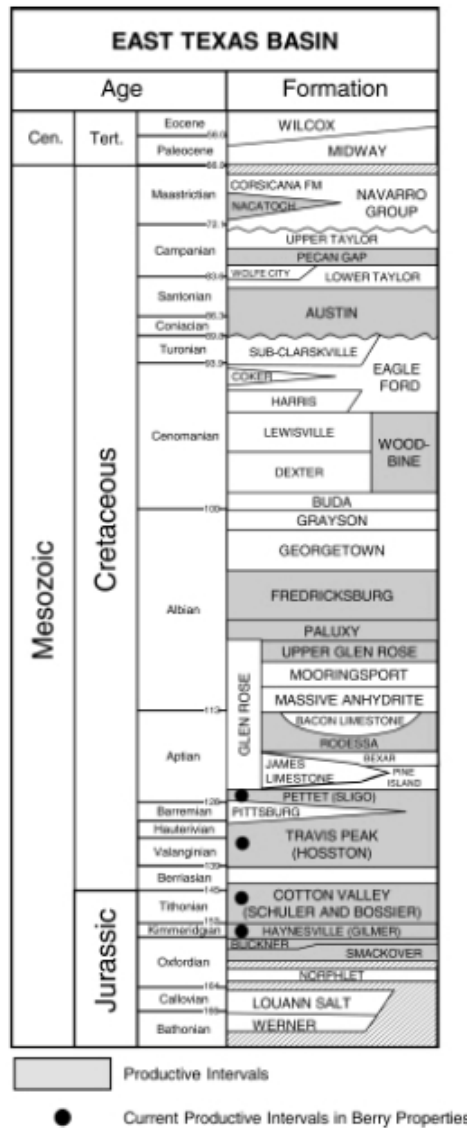 EAST TEXAS BASIN
Age
Formation
Cen.
Tert.
Eocene
Paleocene
WILCOX
MIDWAY
Mesozoic
Cretaceous
Maastrictian
CORSICANA FM
NACATOCH
NAVARRO
GROUP
Campanian
UPPER TAYLOR
PECAN GAP
WOLFE CITY
LOWER TAYLOR
Santonian
Coniacian
AUSTIN
Turonian
SUB-CLARSKVILLE
EAGLE
FORD
COKER
HARRIS
Cenomanian
LEWISVILLE
DEXTER
WOOD-
BINE
BUDA
100
GRAYSON
GEORGETOWN
Albian
FREDRICKSBURG
PALUXY
GLEN ROSE
UPPER GLEN ROSE
MOORINGSPORT
MASSIVE ANHYDRITE
BACON LIMESTONE
Aptian
RODESSA
BEXAR
JAMES
LIMESTONE
PINE
ISLAND
PETTET (SLIGO)
Barremian
PITTSBURG
Hauterivian
Valanginian
TRAVIS PEAK
(HOSSTON)
Berriasian
Jurassic
Tithonian
COTTON VALLEY
(SCHULER AND BOSSIER)
Kimmeridgian
HAYNESVILLE (GILMER)
BUCKNER
SMACKOVER
Oxfordian
NORPHLET
Callovian
LOUANN SALT
Bathonian
WERNER
Productive Intervals
Current Productive Intervals in Berry Properties